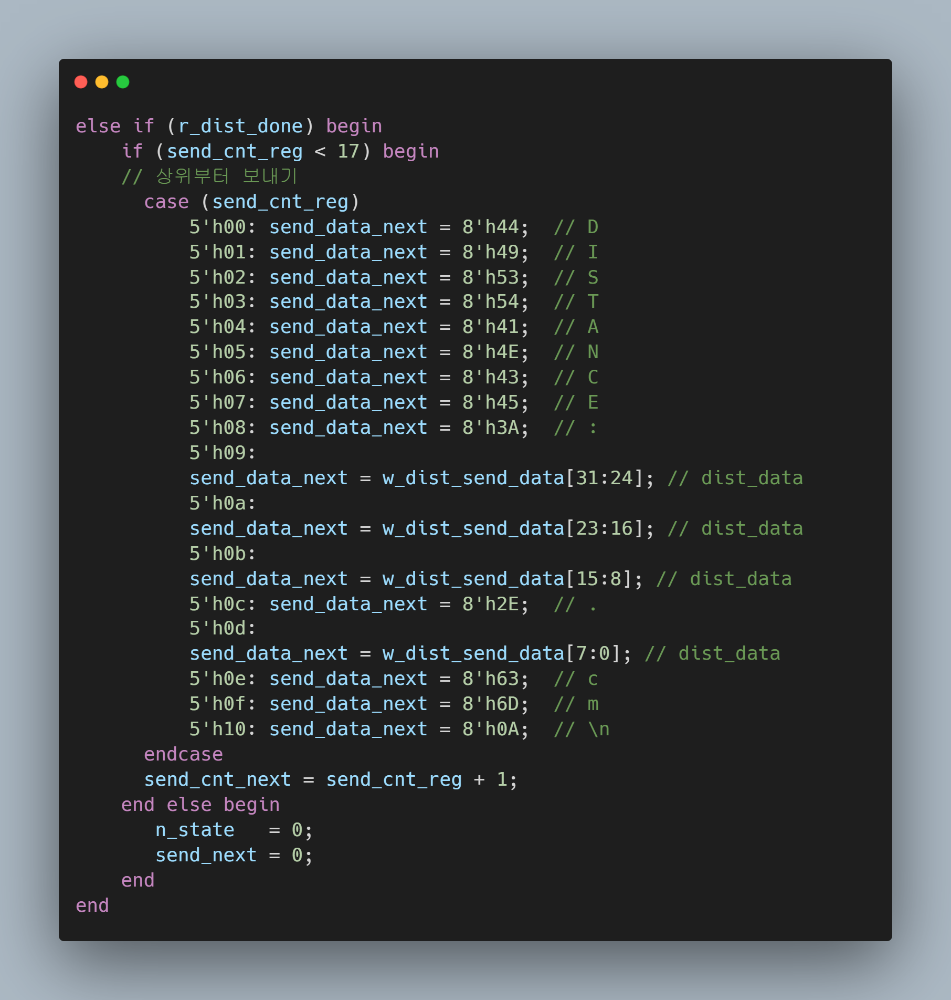 else if (r_dist_done) begin
    if (send_cnt_reg < 17) begin
    // 상위부터 보내기
      case (send_cnt_reg)
          5'h00: send_data_next = 8'h44;  // D
          5'h01: send_data_next = 8'h49;  // I
          5'h02: send_data_next = 8'h53;  // S
          5'h03: send_data_next = 8'h54;  // T
          5'h04: send_data_next = 8'h41;  // A
          5'h05: send_data_next = 8'h4E;  // N
          5'h06: send_data_next = 8'h43;  // C
          5'h07: send_data_next = 8'h45;  // E
          5'h08: send_data_next = 8'h3A;  // :
          5'h09:
          send_data_next = w_dist_send_data[31:24]; // dist_data
          5'h0a:
          send_data_next = w_dist_send_data[23:16]; // dist_data
          5'h0b:
          send_data_next = w_dist_send_data[15:8]; // dist_data
          5'h0c: send_data_next = 8'h2E;  // .
          5'h0d:
          send_data_next = w_dist_send_data[7:0]; // dist_data
          5'h0e: send_data_next = 8'h63;  // c
          5'h0f: send_data_next = 8'h6D;  // m
          5'h10: send_data_next = 8'h0A;  // \n
      endcase
      send_cnt_next = send_cnt_reg + 1;
    end else begin
       n_state   = 0;
       send_next = 0;
    end
end